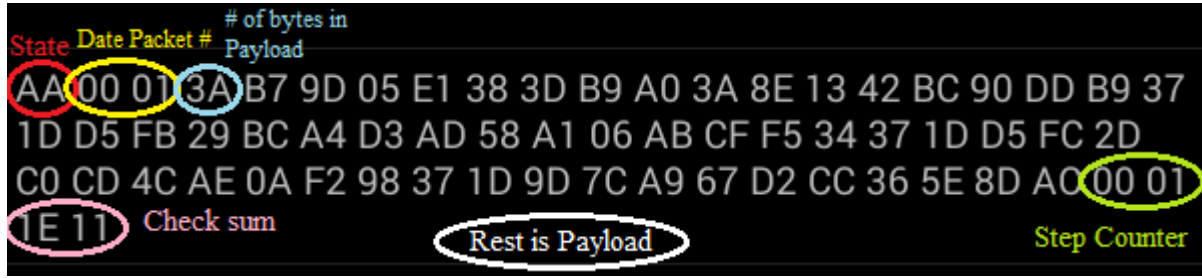 # of bytes in
State Date Packet # Payload
AA 00 01 3A B7 9D 05 E1 38 3D B9 A0 3A 8E 13 42 BC 90 DD B9 37
1D D5 FB 29 BC A4 D3 AD 58 A1 06 AB CF F5 34 37 1D D5 FC 2D
C0 CD 4C AE 0A F2 98 37 1D 9D 7C A9 67 D2 CC 36 5E 8D AC 00 01
1E 11 Check sum Rest is Payload Step Counter